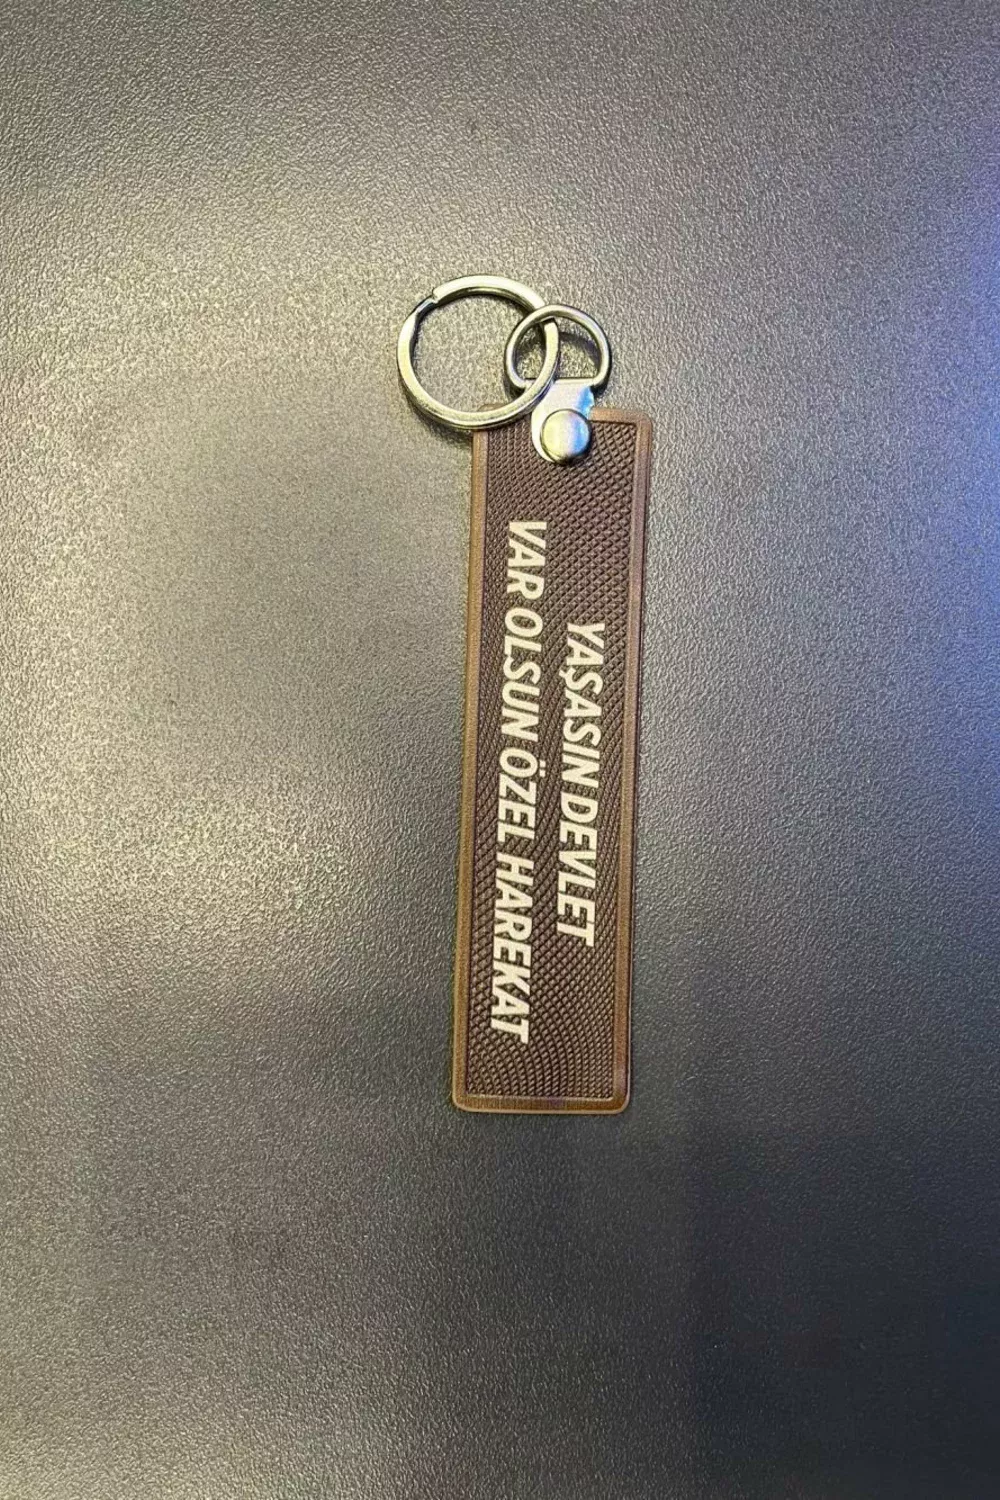 YAŞASIN DEVLET
VAR OLSUN ÖZEL HAREKAT